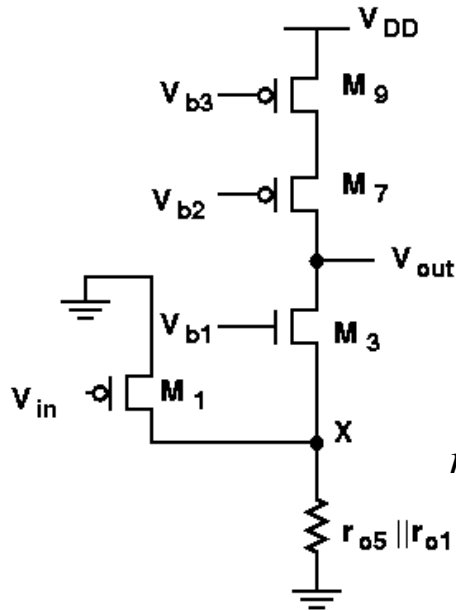 V_DD
V_b3
M_9
V_b2
M_7
V_out
V_b1
M_3
V_in
M_1
X
r_o5 || r_o1